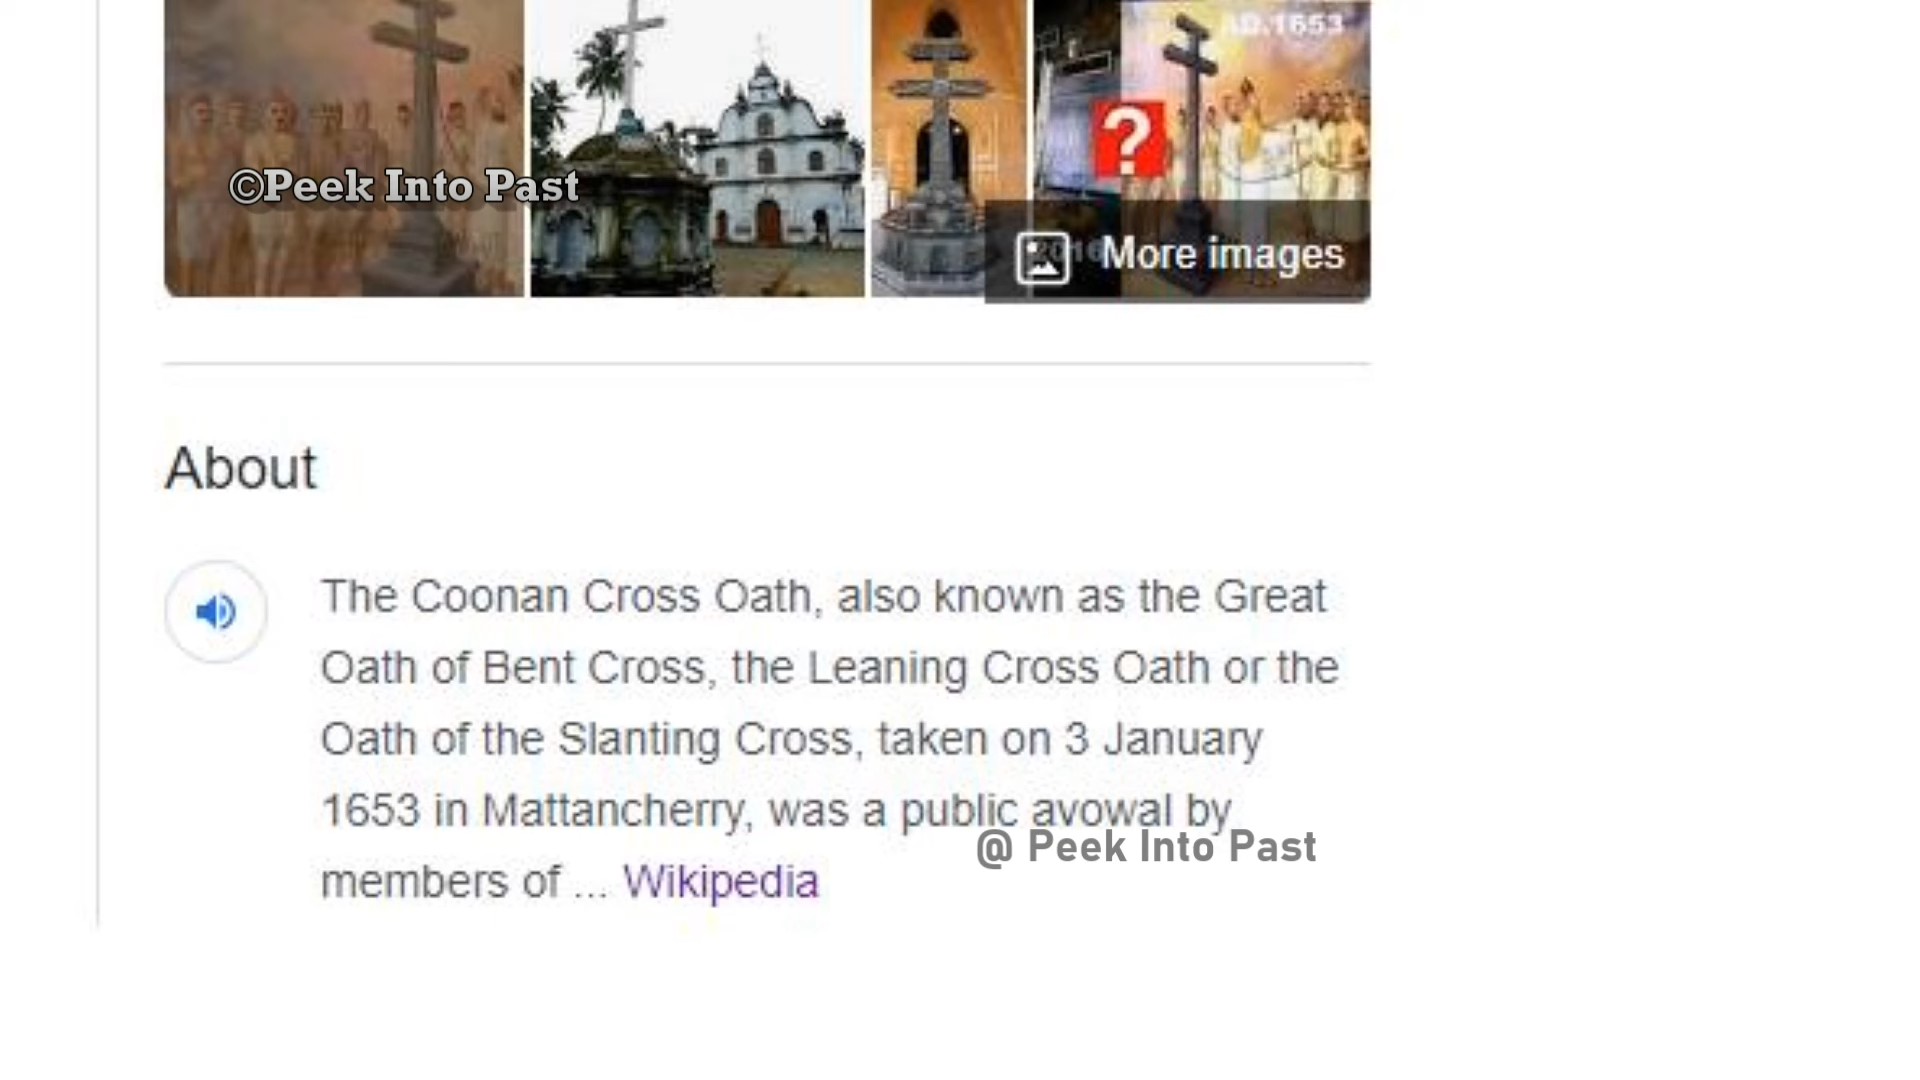 AD.1653
©Peek Into Past
?
More images
About
The Coonan Cross Oath, also known as the Great
Oath of Bent Cross, the Leaning Cross Oath or the
Oath of the Slanting Cross, taken on 3 January
1653 in Mattancherry, was a public avowal by
@ Peek Into Past
members of ... Wikipedia